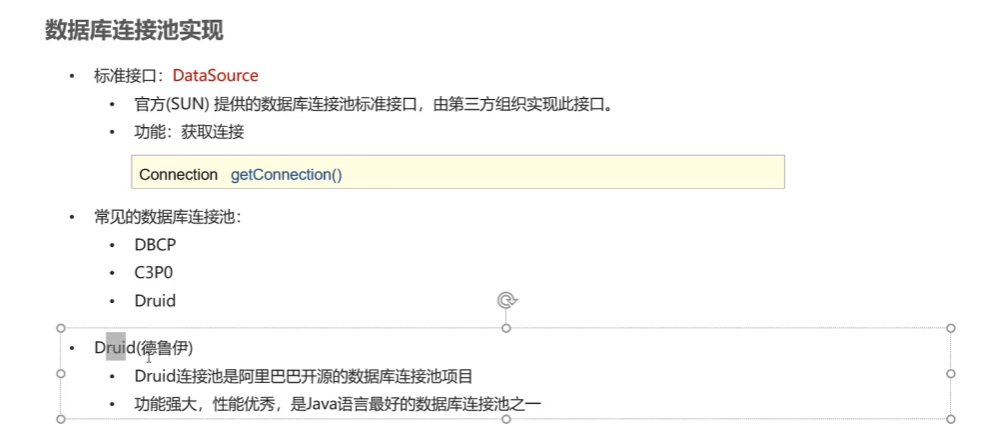 数据库连接池实现
• 标准接口：DataSource
• 官方(SUN) 提供的数据库连接池标准接口，由第三方组织实现此接口。
• 功能：获取连接
Connection getConnection()
• 常见的数据库连接池：
• DBCP
• C3P0
• Druid
• Druid(德鲁伊)
• Druid连接池是阿里巴巴开源的数据库连接池项目
• 功能强大，性能优秀，是Java语言最好的数据库连接池之一